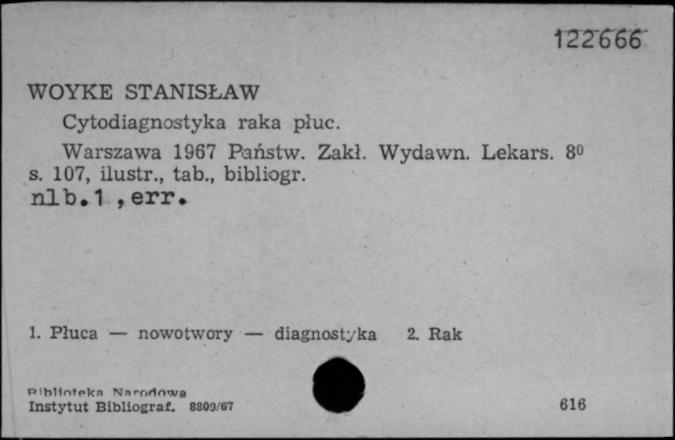 122666
WOYKE STANISŁAW
Cytodiagnostyka raka płuc.
Warszawa 1967 Państw. Zakł. Wydawn. Lekars. 8⁰
s. 107, ilustr., tab., bibliogr.
nlb.1 ,err.
1. Płuca — nowotwory — diagnostyka 2. Rak
Biblioteka Narodowa
Instytut Bibliograf. 8809/67 616